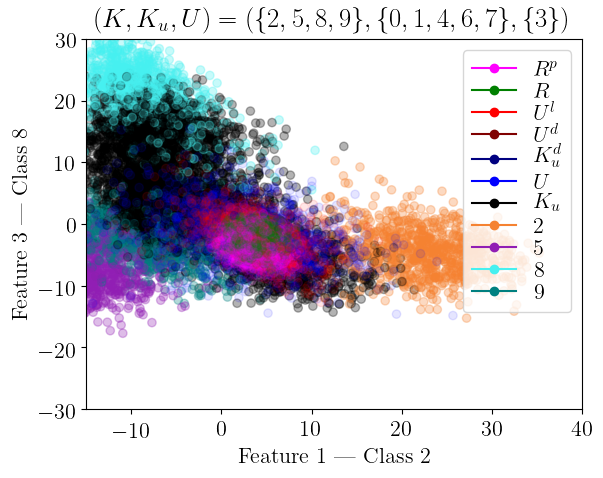 (K, K_u, U) = ({2, 5, 8, 9}, {0, 1, 4, 6, 7}, {3})
30
20
10
0
−10
−20
−30
Feature 3 — Class 8
R^p
R
U^l
U^d
K_u^d
U
K_u
2
5
8
9
−10
0
10
20
30
40
Feature 1 — Class 2